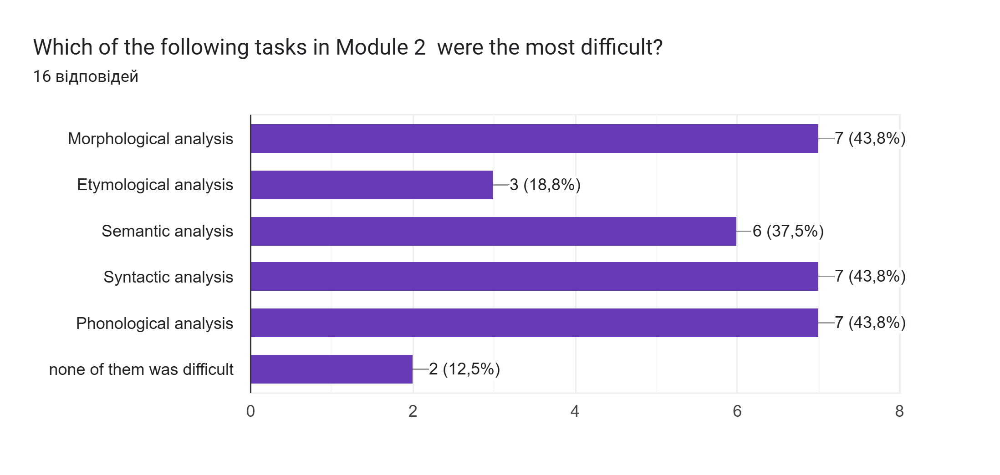 Which of the following tasks in Module 2  were the most difficult?
16 відповідей
Morphological analysis
7 (43,8%)
Etymological analysis
3 (18,8%)
Semantic analysis
6 (37,5%)
Syntactic analysis
7 (43,8%)
Phonological analysis
7 (43,8%)
none of them was difficult
2 (12,5%)
0 2 4 6 8